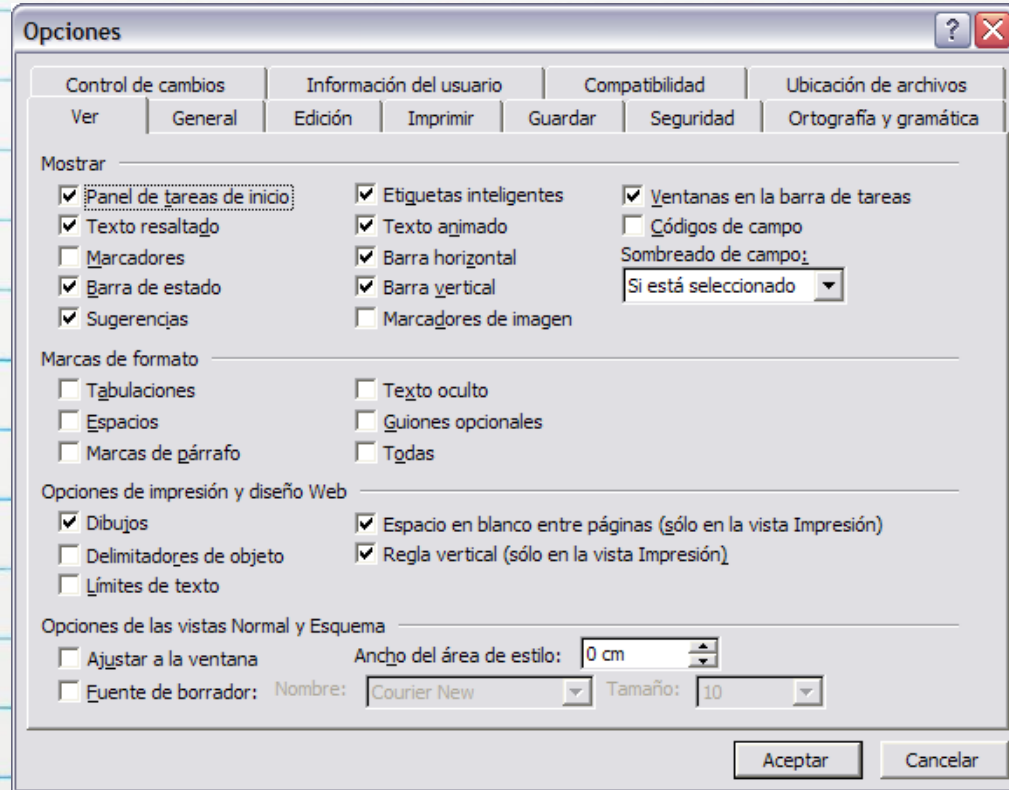 Opciones
Control de cambios Información del usuario Compatibilidad Ubicación de archivos
Ver General Edición Imprimir Guardar Seguridad Ortografía y gramática
Mostrar
Panel de tareas de inicio Etiquetas inteligentes Ventanas en la barra de tareas
Texto resaltado Texto animado Códigos de campo
Marcadores Barra horizontal Sombreado de campo:
Barra de estado Barra vertical Si está seleccionado
Sugerencias Marcadores de imagen
Marcas de formato
Tabulaciones Texto oculto
Espacios Guiones opcionales
Marcas de párrafo Todas
Opciones de impresión y diseño Web
Dibujos Espacio en blanco entre páginas (sólo en la vista Impresión)
Delimitadores de objeto Regla vertical (sólo en la vista Impresión)
Límites de texto
Opciones de las vistas Normal y Esquema
Ajustar a la ventana Ancho del área de estilo: 0 cm
Fuente de borrador: Nombre: Courier New Tamaño: 10
Aceptar Cancelar